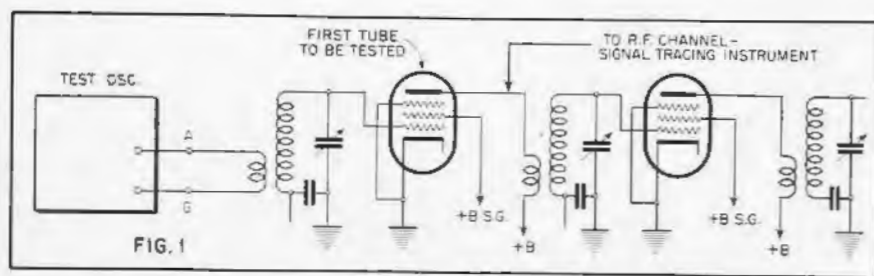 FIRST TUBE
TO BE TESTED
TO R.F. CHANNEL-
SIGNAL TRACING INSTRUMENT
TEST OSC.
A
G
+B S.G.
+B
+B S.G.
+B
FIG. 1